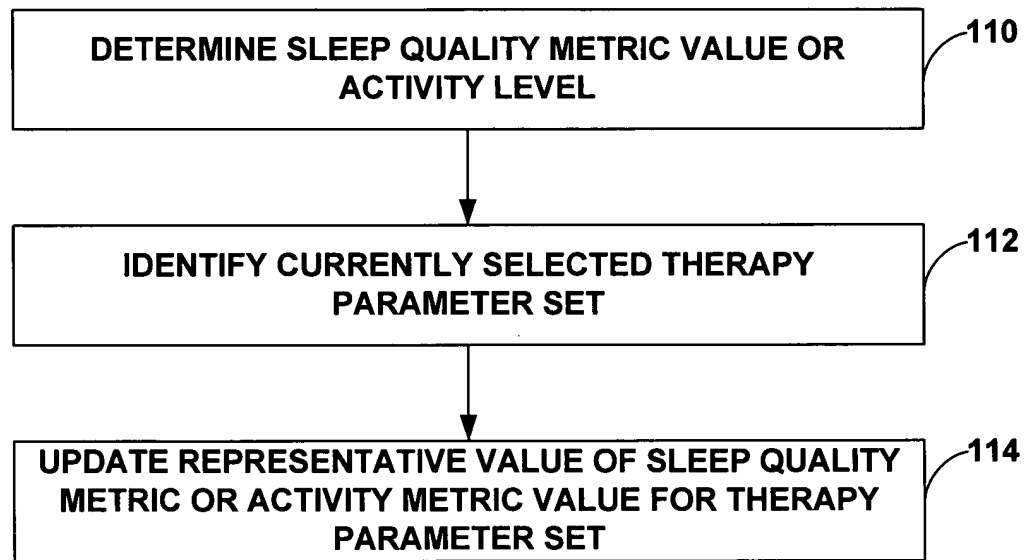 DETERMINE SLEEP QUALITY METRIC VALUE OR
ACTIVITY LEVEL
110
IDENTIFY CURRENTLY SELECTED THERAPY
PARAMETER SET
112
UPDATE REPRESENTATIVE VALUE OF SLEEP QUALITY
METRIC OR ACTIVITY METRIC VALUE FOR THERAPY
PARAMETER SET
114